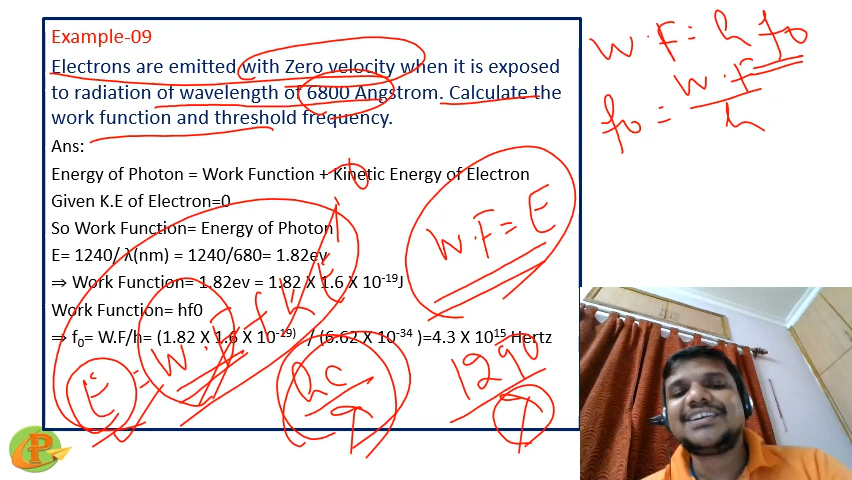 Example-09
Electrons are emitted with Zero velocity when it is exposed
to radiation of wavelength of 6800 Angstrom. Calculate the
work function and threshold frequency.
Ans:
Energy of Photon = Work Function + Kinetic Energy of Electron
Given K.E of Electron=0
So Work Function= Energy of Photon
E= 1240/ λ(nm) = 1240/680= 1.82ev
⇒ Work Function= 1.82ev = 1.82 X 1.6 X 10⁻¹⁹J
Work Function= hf0
⇒ f₀= W.F/h= (1.82 X 1.6 X 10⁻¹⁹⁾ / (6.62 X 10⁻³⁴ )=4.3 X 10¹⁵ Hertz
W.F = h f₀
f₀ = W.F
h
0
W.F = E
E = W.F + K E
hc
λ
1240
λ
P